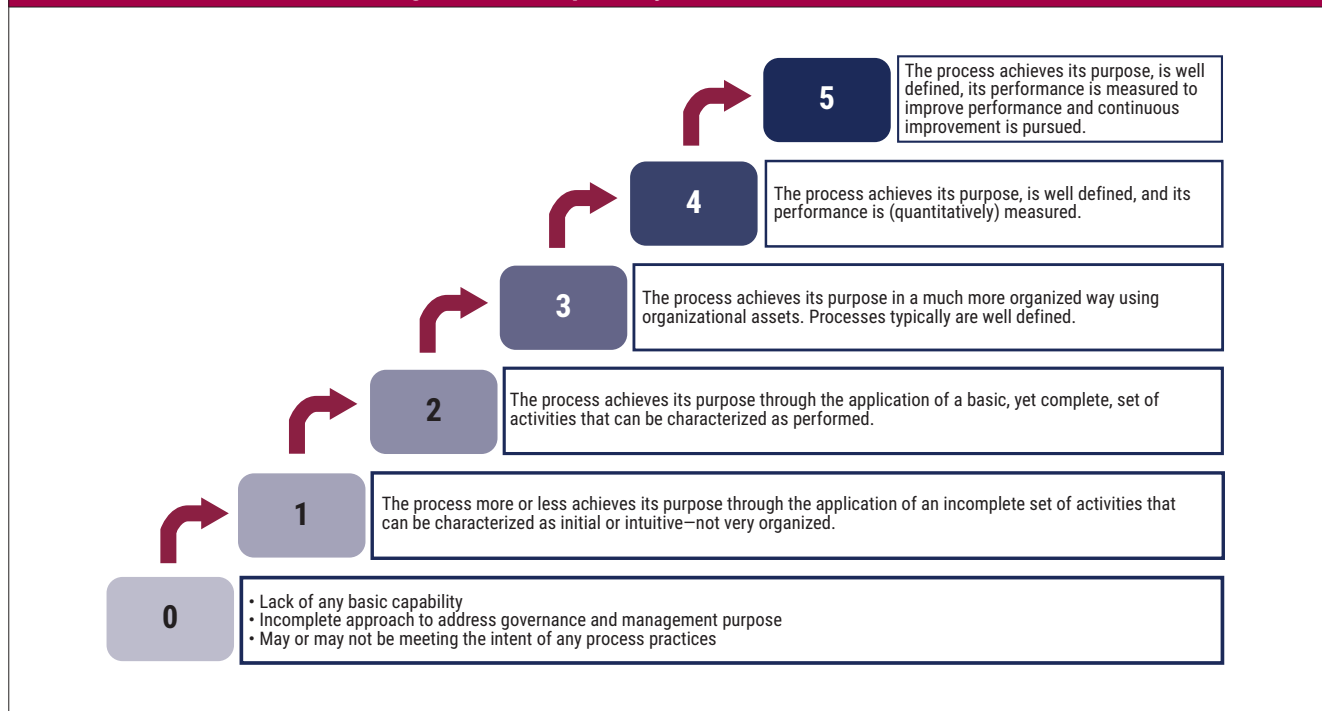 5
The process achieves its purpose, is well
defined, its performance is measured to
improve performance and continuous
improvement is pursued.
4
The process achieves its purpose, is well defined, and its
performance is (quantitatively) measured.
3
The process achieves its purpose in a much more organized way using
organizational assets. Processes typically are well defined.
2
The process achieves its purpose through the application of a basic, yet complete, set of
activities that can be characterized as performed.
1
The process more or less achieves its purpose through the application of an incomplete set of activities that
can be characterized as initial or intuitive—not very organized.
0
• Lack of any basic capability
• Incomplete approach to address governance and management purpose
• May or may not be meeting the intent of any process practices